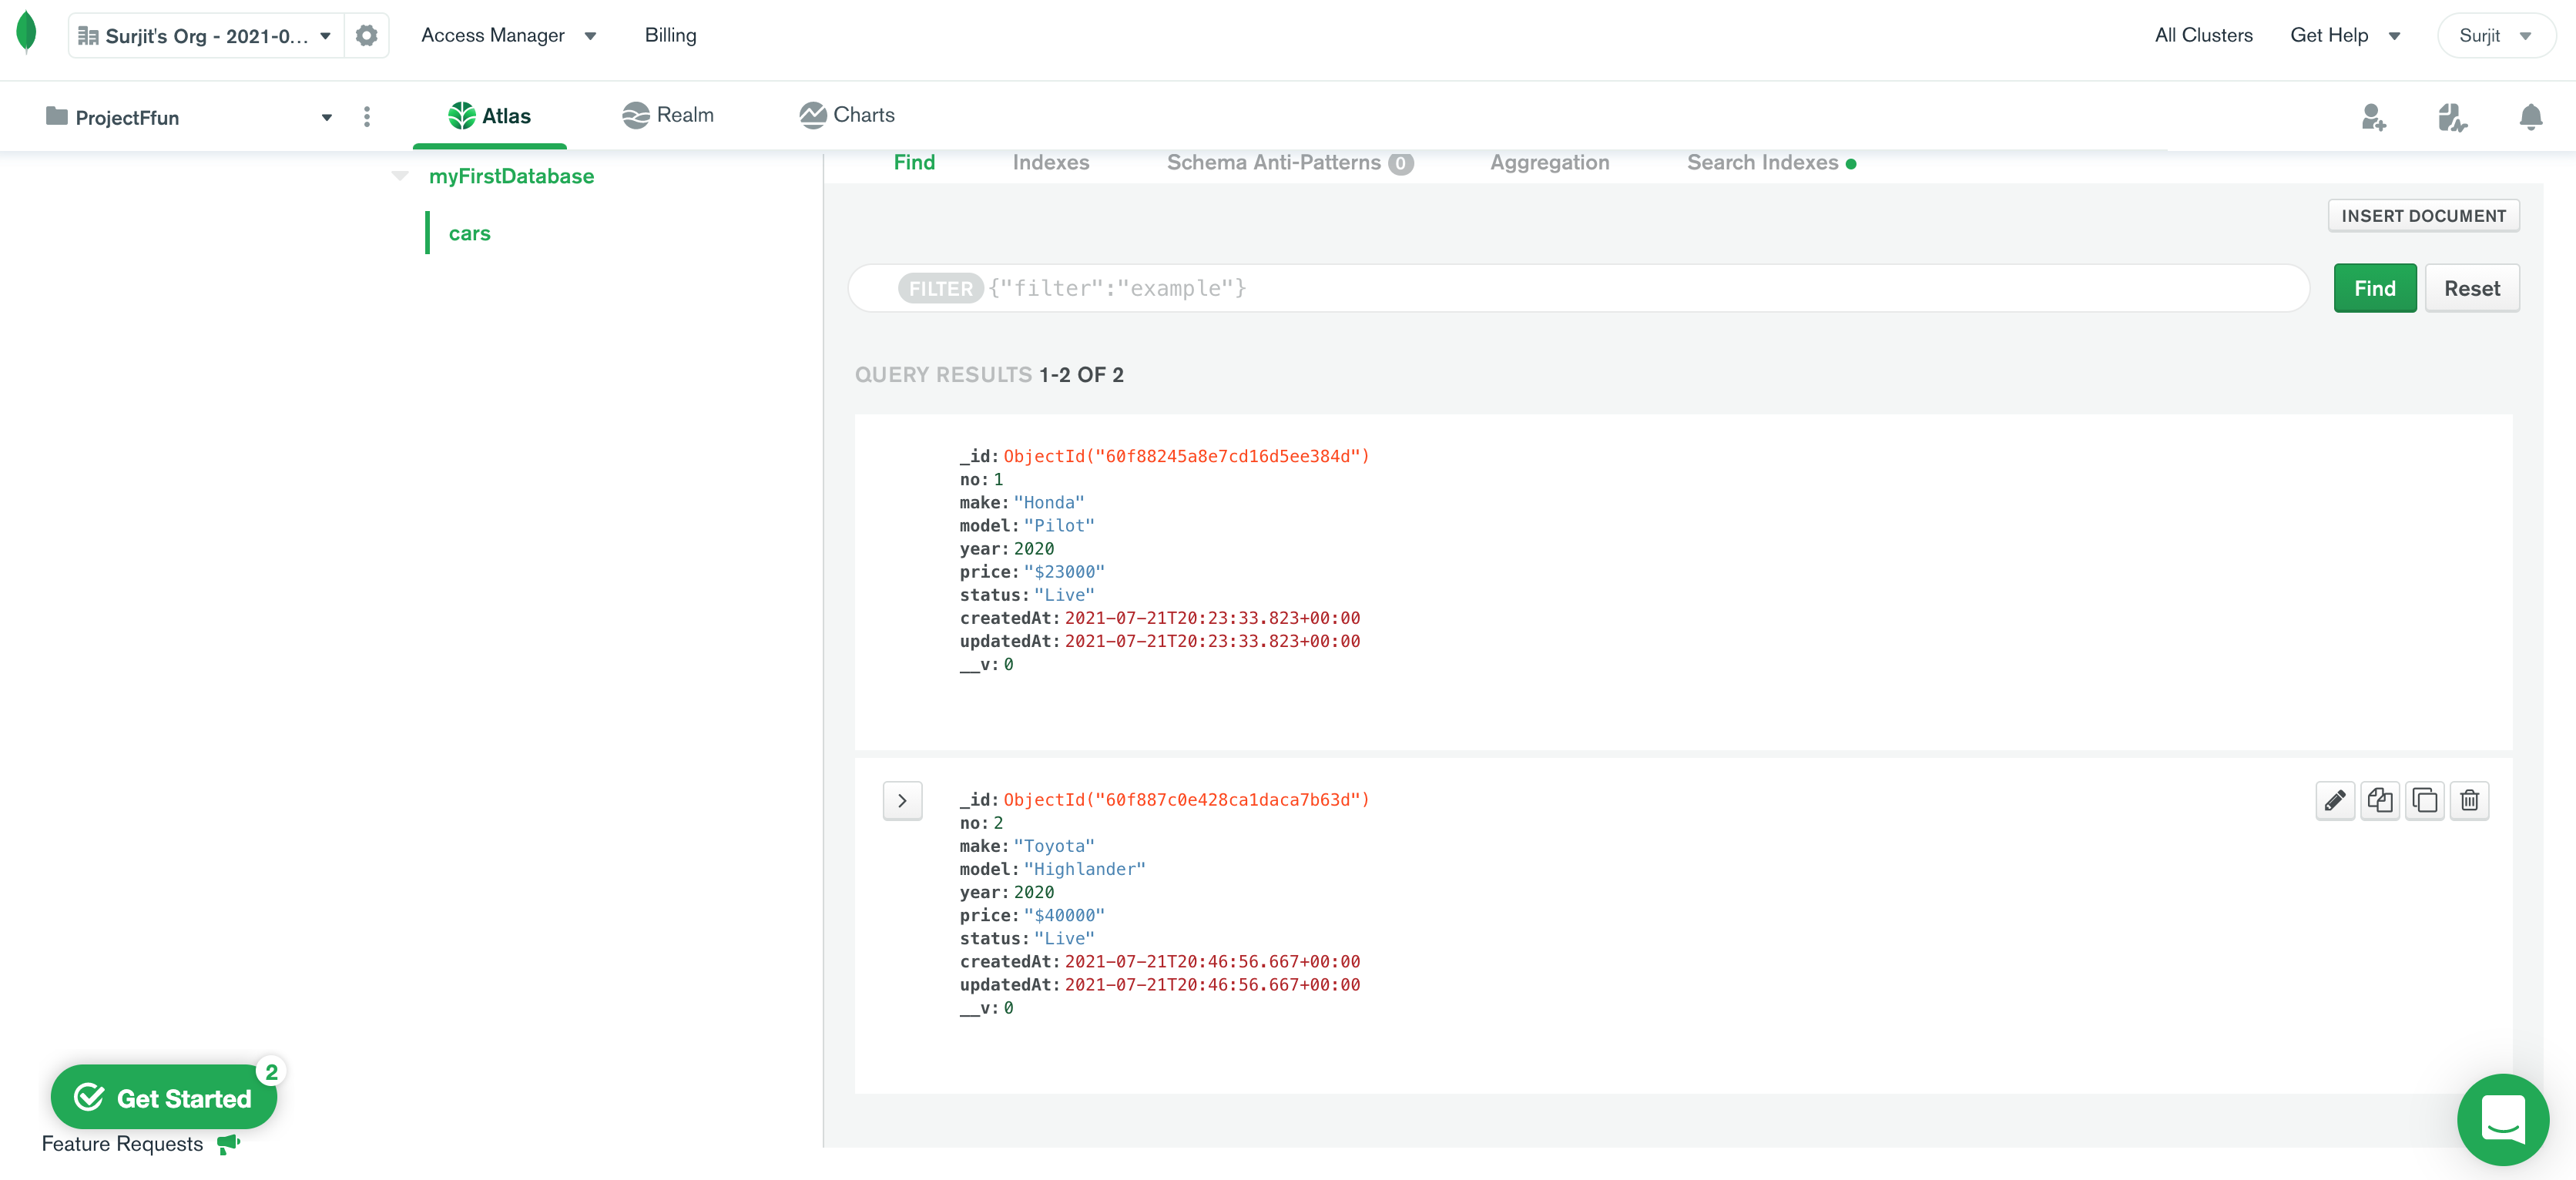 Surjit's Org - 2021-0...
Access Manager
Billing
All Clusters
Get Help
Surjit
ProjectFfun
Atlas
Realm
Charts
myFirstDatabase
cars
Find
Indexes
Schema Anti-Patterns 0
Aggregation
Search Indexes
INSERT DOCUMENT
FILTER {"filter":"example"}
Find
Reset
QUERY RESULTS 1-2 OF 2
_id: ObjectId("60f88245a8e7cd16d5ee384d")
no: 1
make: "Honda"
model: "Pilot"
year: 2020
price: "$23000"
status: "Live"
createdAt: 2021-07-21T20:23:33.823+00:00
updatedAt: 2021-07-21T20:23:33.823+00:00
__v: 0
_id: ObjectId("60f887c0e428ca1daca7b63d")
no: 2
make: "Toyota"
model: "Highlander"
year: 2020
price: "$40000"
status: "Live"
createdAt: 2021-07-21T20:46:56.667+00:00
updatedAt: 2021-07-21T20:46:56.667+00:00
__v: 0
Get Started
2
Feature Requests